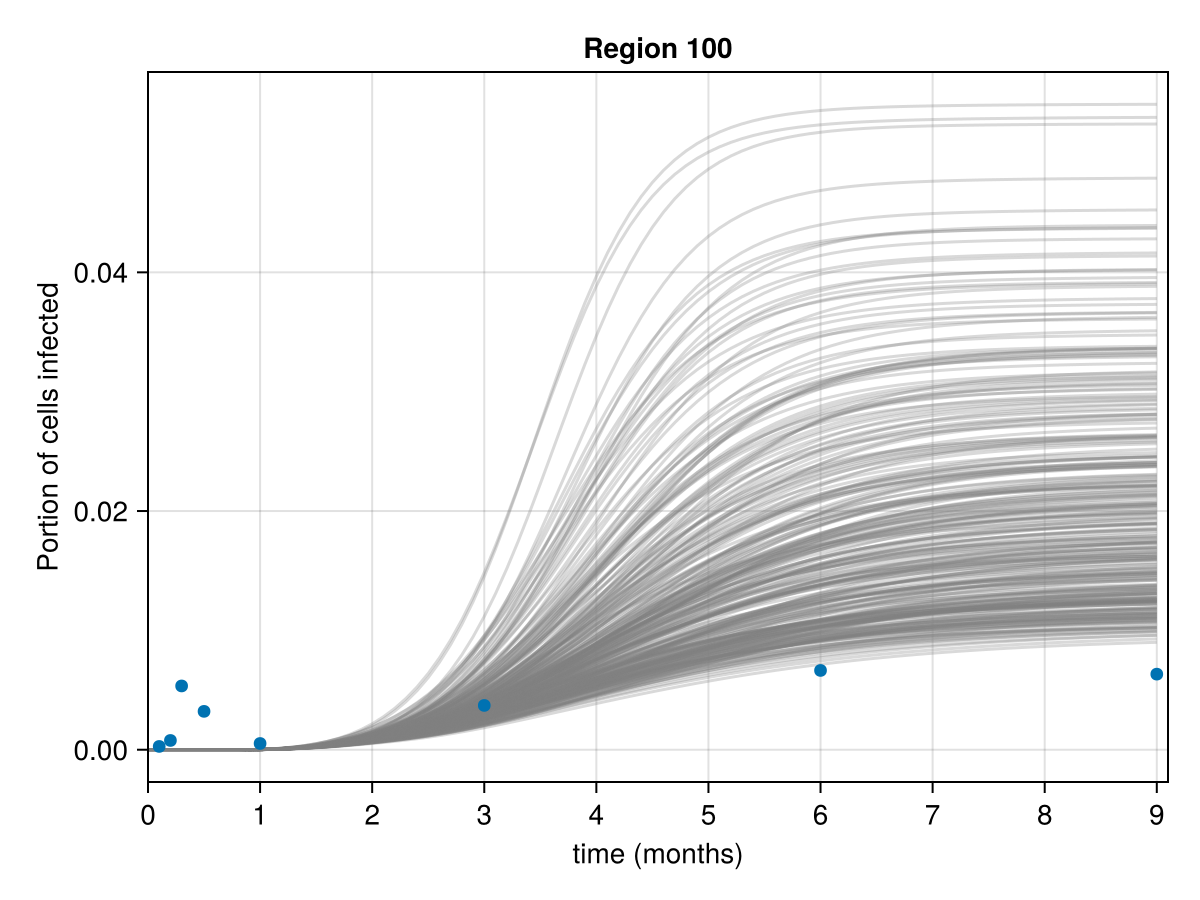 Region 100
Portion of cells infected
0.04
0.02
0.00
0 1 2 3 4 5 6 7 8 9
time (months)